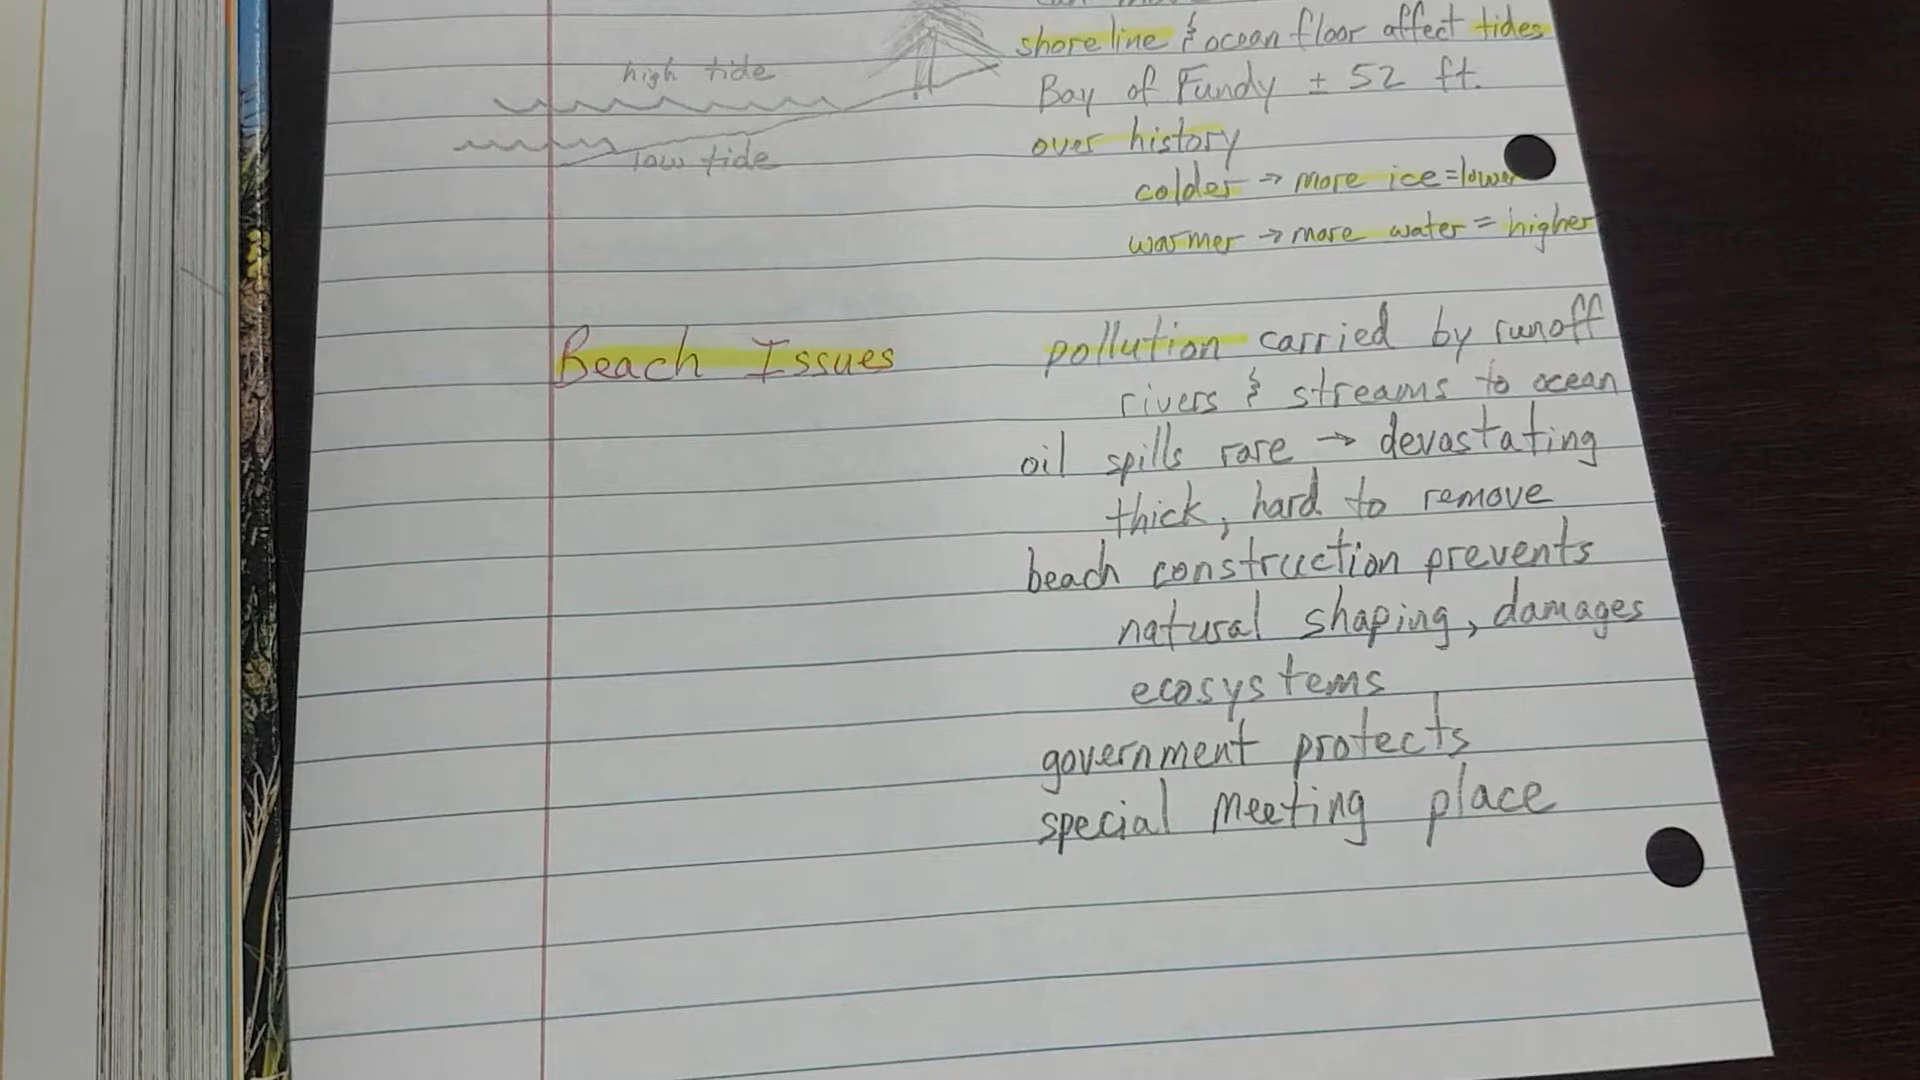 shoreline & ocean floor affect tides
high tide
Bay of Fundy ± 52 ft.
low tide
over history
colder → more ice = lower
warmer → more water = higher
Beach Issues
pollution carried by runoff
rivers & streams to ocean
oil spills rare → devastating
thick, hard to remove
beach construction prevents
natural shaping, damages
ecosystems
government protects
special meeting place